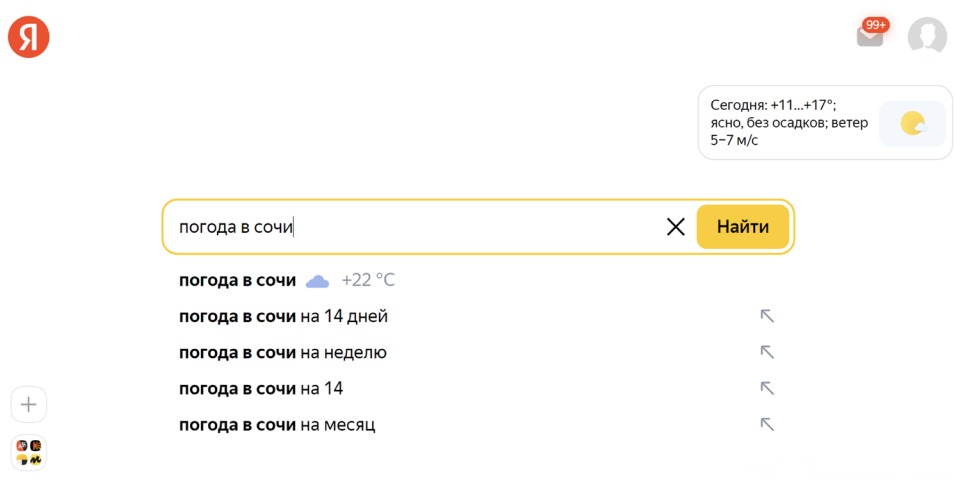 Я
99+
Сегодня: +11...+17°;
ясно, без осадков; ветер
5–7 м/с
погода в сочи
Найти
погода в сочи +22 °C
погода в сочи на 14 дней
погода в сочи на неделю
погода в сочи на 14
погода в сочи на месяц